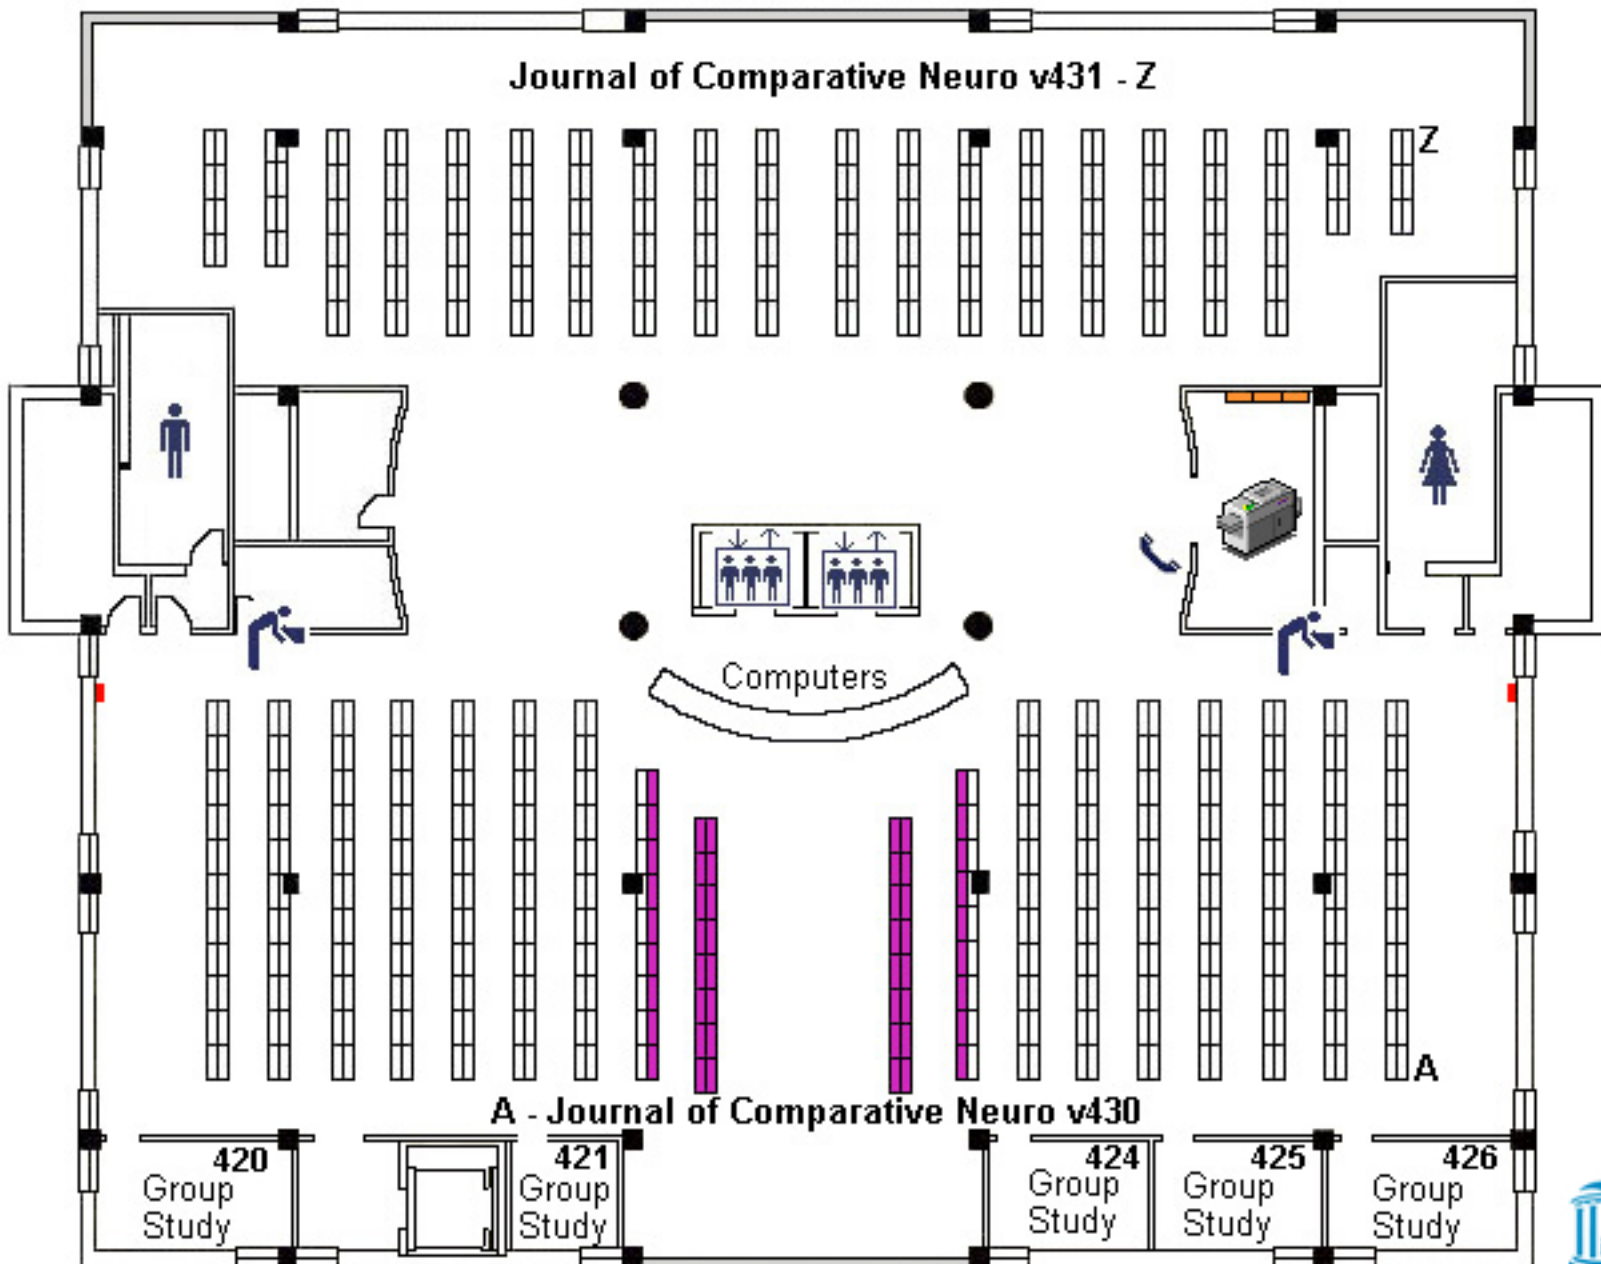 Journal of Comparative Neuro v431 - Z
Z
Computers
A
A - Journal of Comparative Neuro v430
420
Group
Study
421
Group
Study
424
Group
Study
425
Group
Study
426
Group
Study